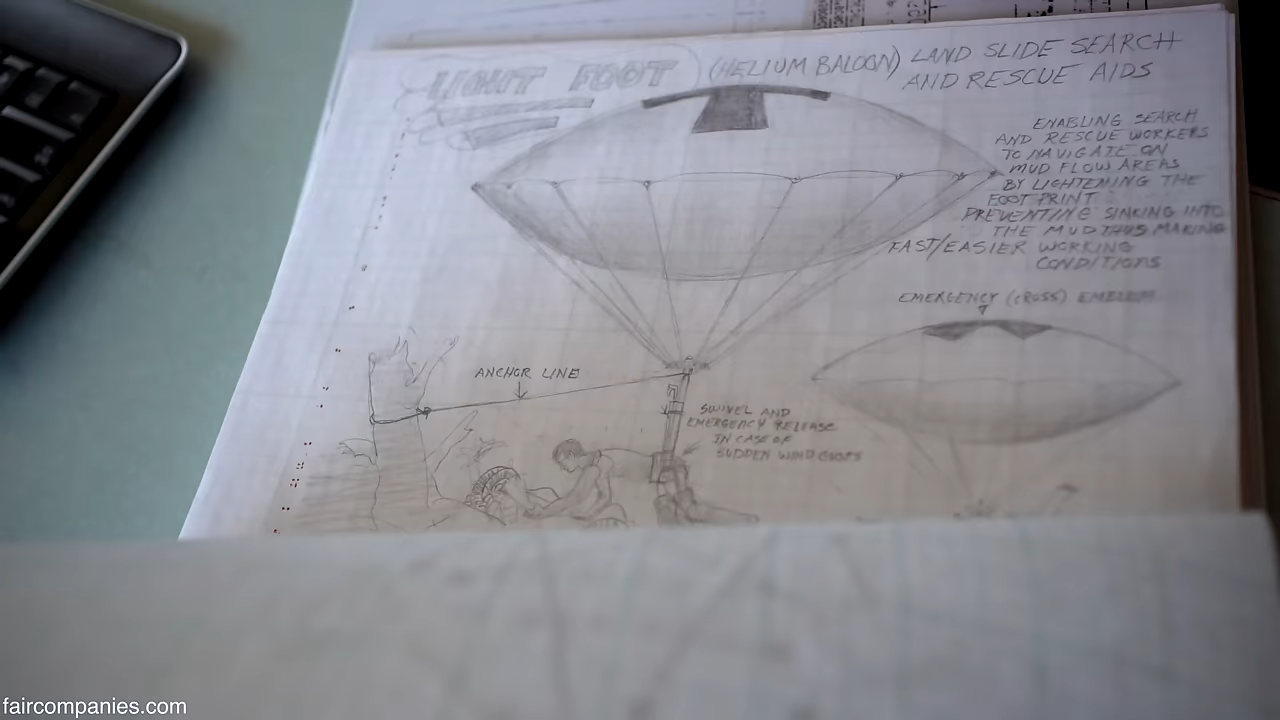 LIGHT FOOT (HELIUM BALOON) LAND SLIDE SEARCH
AND RESCUE AIDS
ENABLING SEARCH
AND RESCUE WORKERS
TO NAVIGATE ON
MUD FLOW AREAS
BY LIGHTENING THE
FOOT PRINT
PREVENTING SINKING INTO
THE MUD THUS MAKING
FAST/EASIER WORKING
CONDITIONS
EMERGENCY (CROSS) EMBLEM
ANCHOR LINE
SWIVEL AND
EMERGENCY RELEASE
IN CASE OF
SUDDEN WIND GUSTS
faircompanies.com